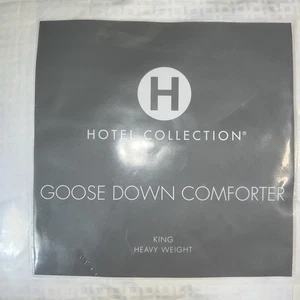 H
HOTEL COLLECTION®
GOOSE DOWN COMFORTER
KING
HEAVY WEIGHT